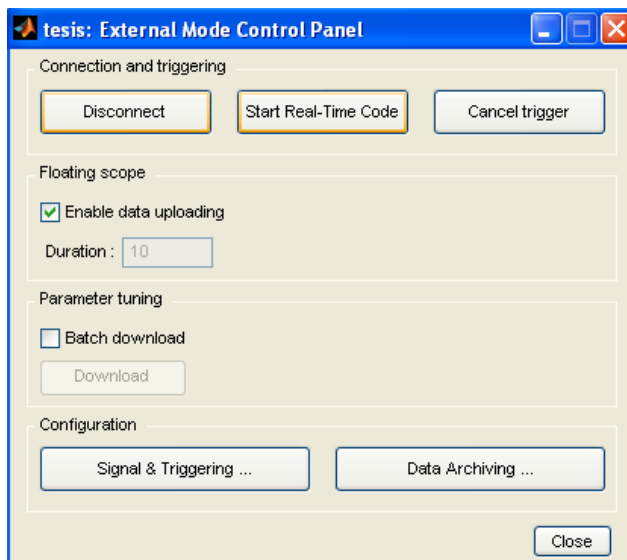 tesis: External Mode Control Panel
Connection and triggering
Disconnect Start Real-Time Code Cancel trigger
Floating scope
Enable data uploading
Duration : 10
Parameter tuning
Batch download
Download
Configuration
Signal & Triggering ... Data Archiving ...
Close